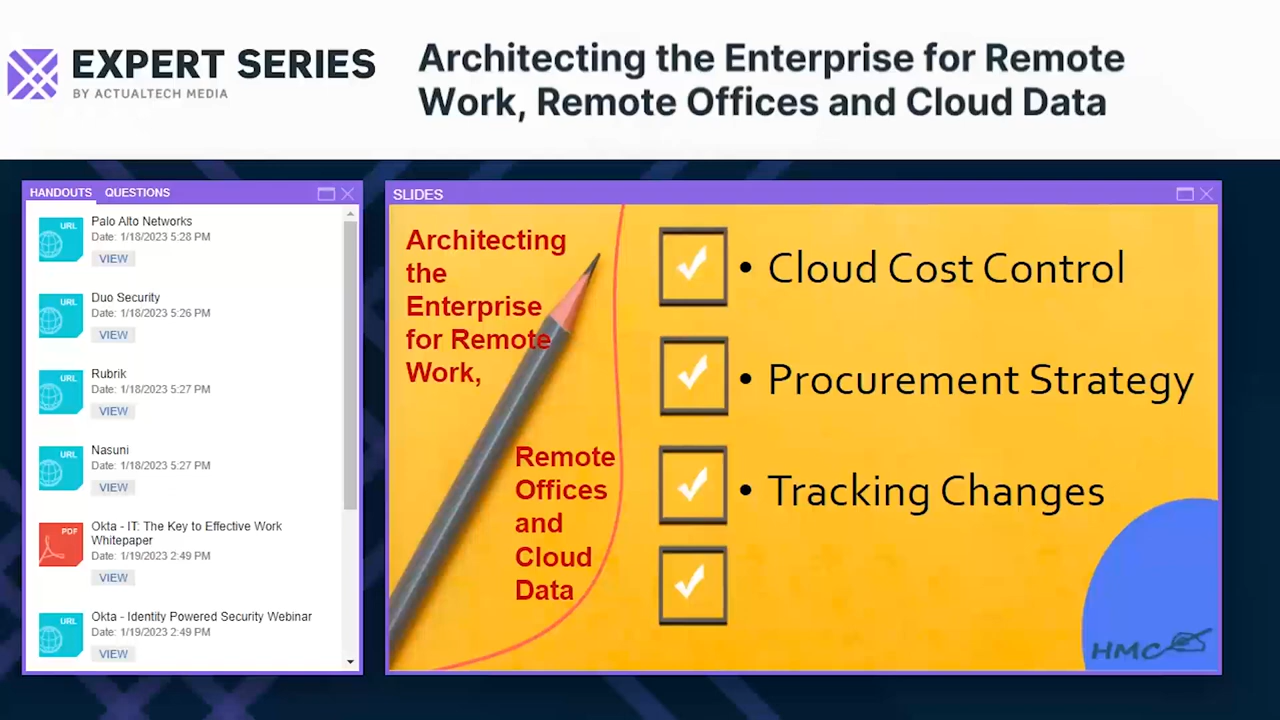 EXPERT SERIES
BY ACTUALTECH MEDIA
Architecting the Enterprise for Remote
Work, Remote Offices and Cloud Data
HANDOUTS QUESTIONS
URL
Palo Alto Networks
Date: 1/18/2023 5:28 PM
VIEW
URL
Duo Security
Date: 1/18/2023 5:26 PM
VIEW
URL
Rubrik
Date: 1/18/2023 5:27 PM
VIEW
URL
Nasuni
Date: 1/18/2023 5:27 PM
VIEW
PDF
Okta - IT: The Key to Effective Work
Whitepaper
Date: 1/19/2023 2:49 PM
VIEW
URL
Okta - Identity Powered Security Webinar
Date: 1/19/2023 2:49 PM
VIEW
SLIDES
Architecting
the
Enterprise
for Remote
Work,
Remote
Offices
and
Cloud
Data
• Cloud Cost Control
• Procurement Strategy
• Tracking Changes
HMC